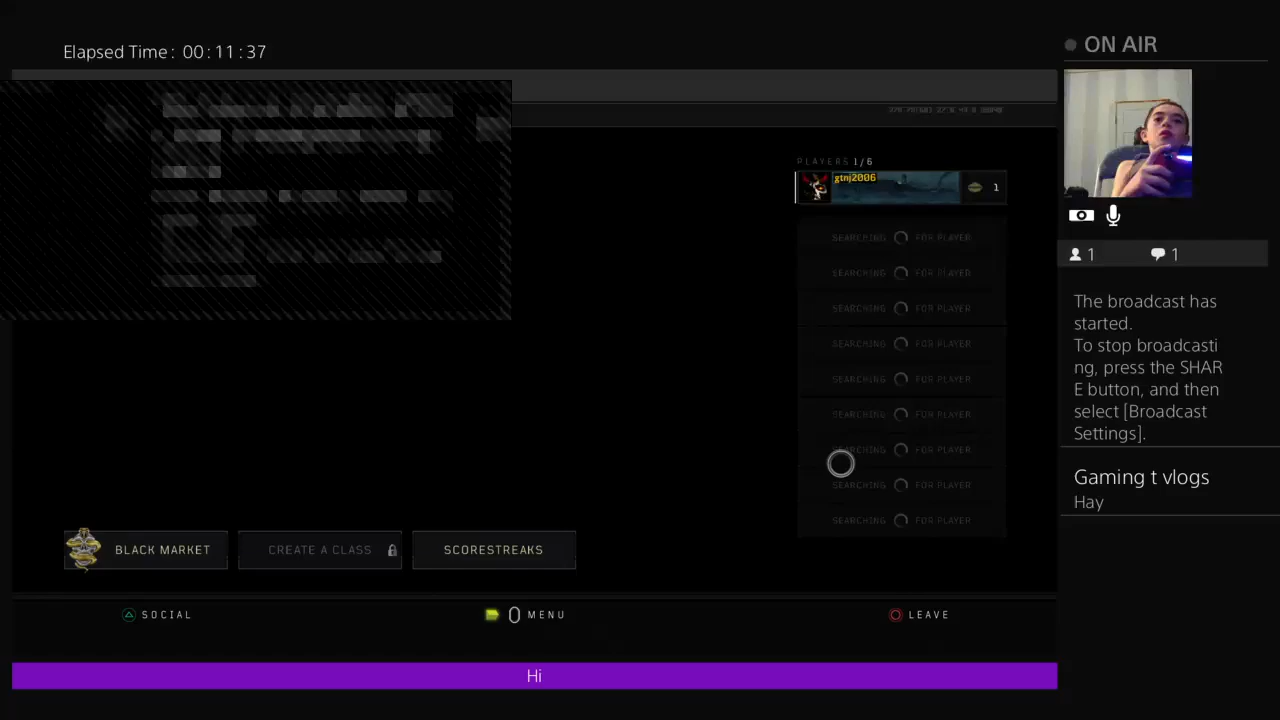 Elapsed Time: 00:11:37
ON AIR
PLAYERS 1/6
gtnj2006
1
SEARCHING FOR PLAYER
SEARCHING FOR PLAYER
SEARCHING FOR PLAYER
SEARCHING FOR PLAYER
SEARCHING FOR PLAYER
SEARCHING FOR PLAYER
SEARCHING FOR PLAYER
SEARCHING FOR PLAYER
SEARCHING FOR PLAYER
1 1
The broadcast has
started.
To stop broadcasti
ng, press the SHAR
E button, and then
select [Broadcast
Settings].
Gaming t vlogs
Hay
BLACK MARKET CREATE A CLASS SCORESTREAKS
SOCIAL 0 MENU LEAVE
Hi